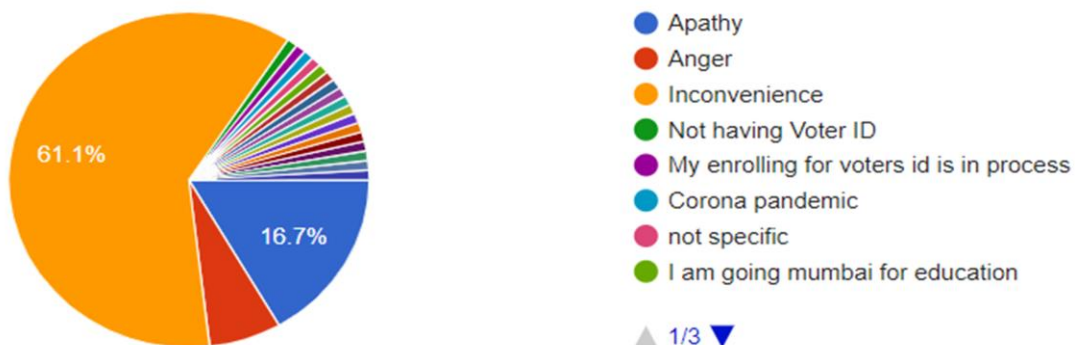 61.1%
16.7%
Apathy
Anger
Inconvenience
Not having Voter ID
My enrolling for voters id is in process
Corona pandemic
not specific
I am going mumbai for education
1/3